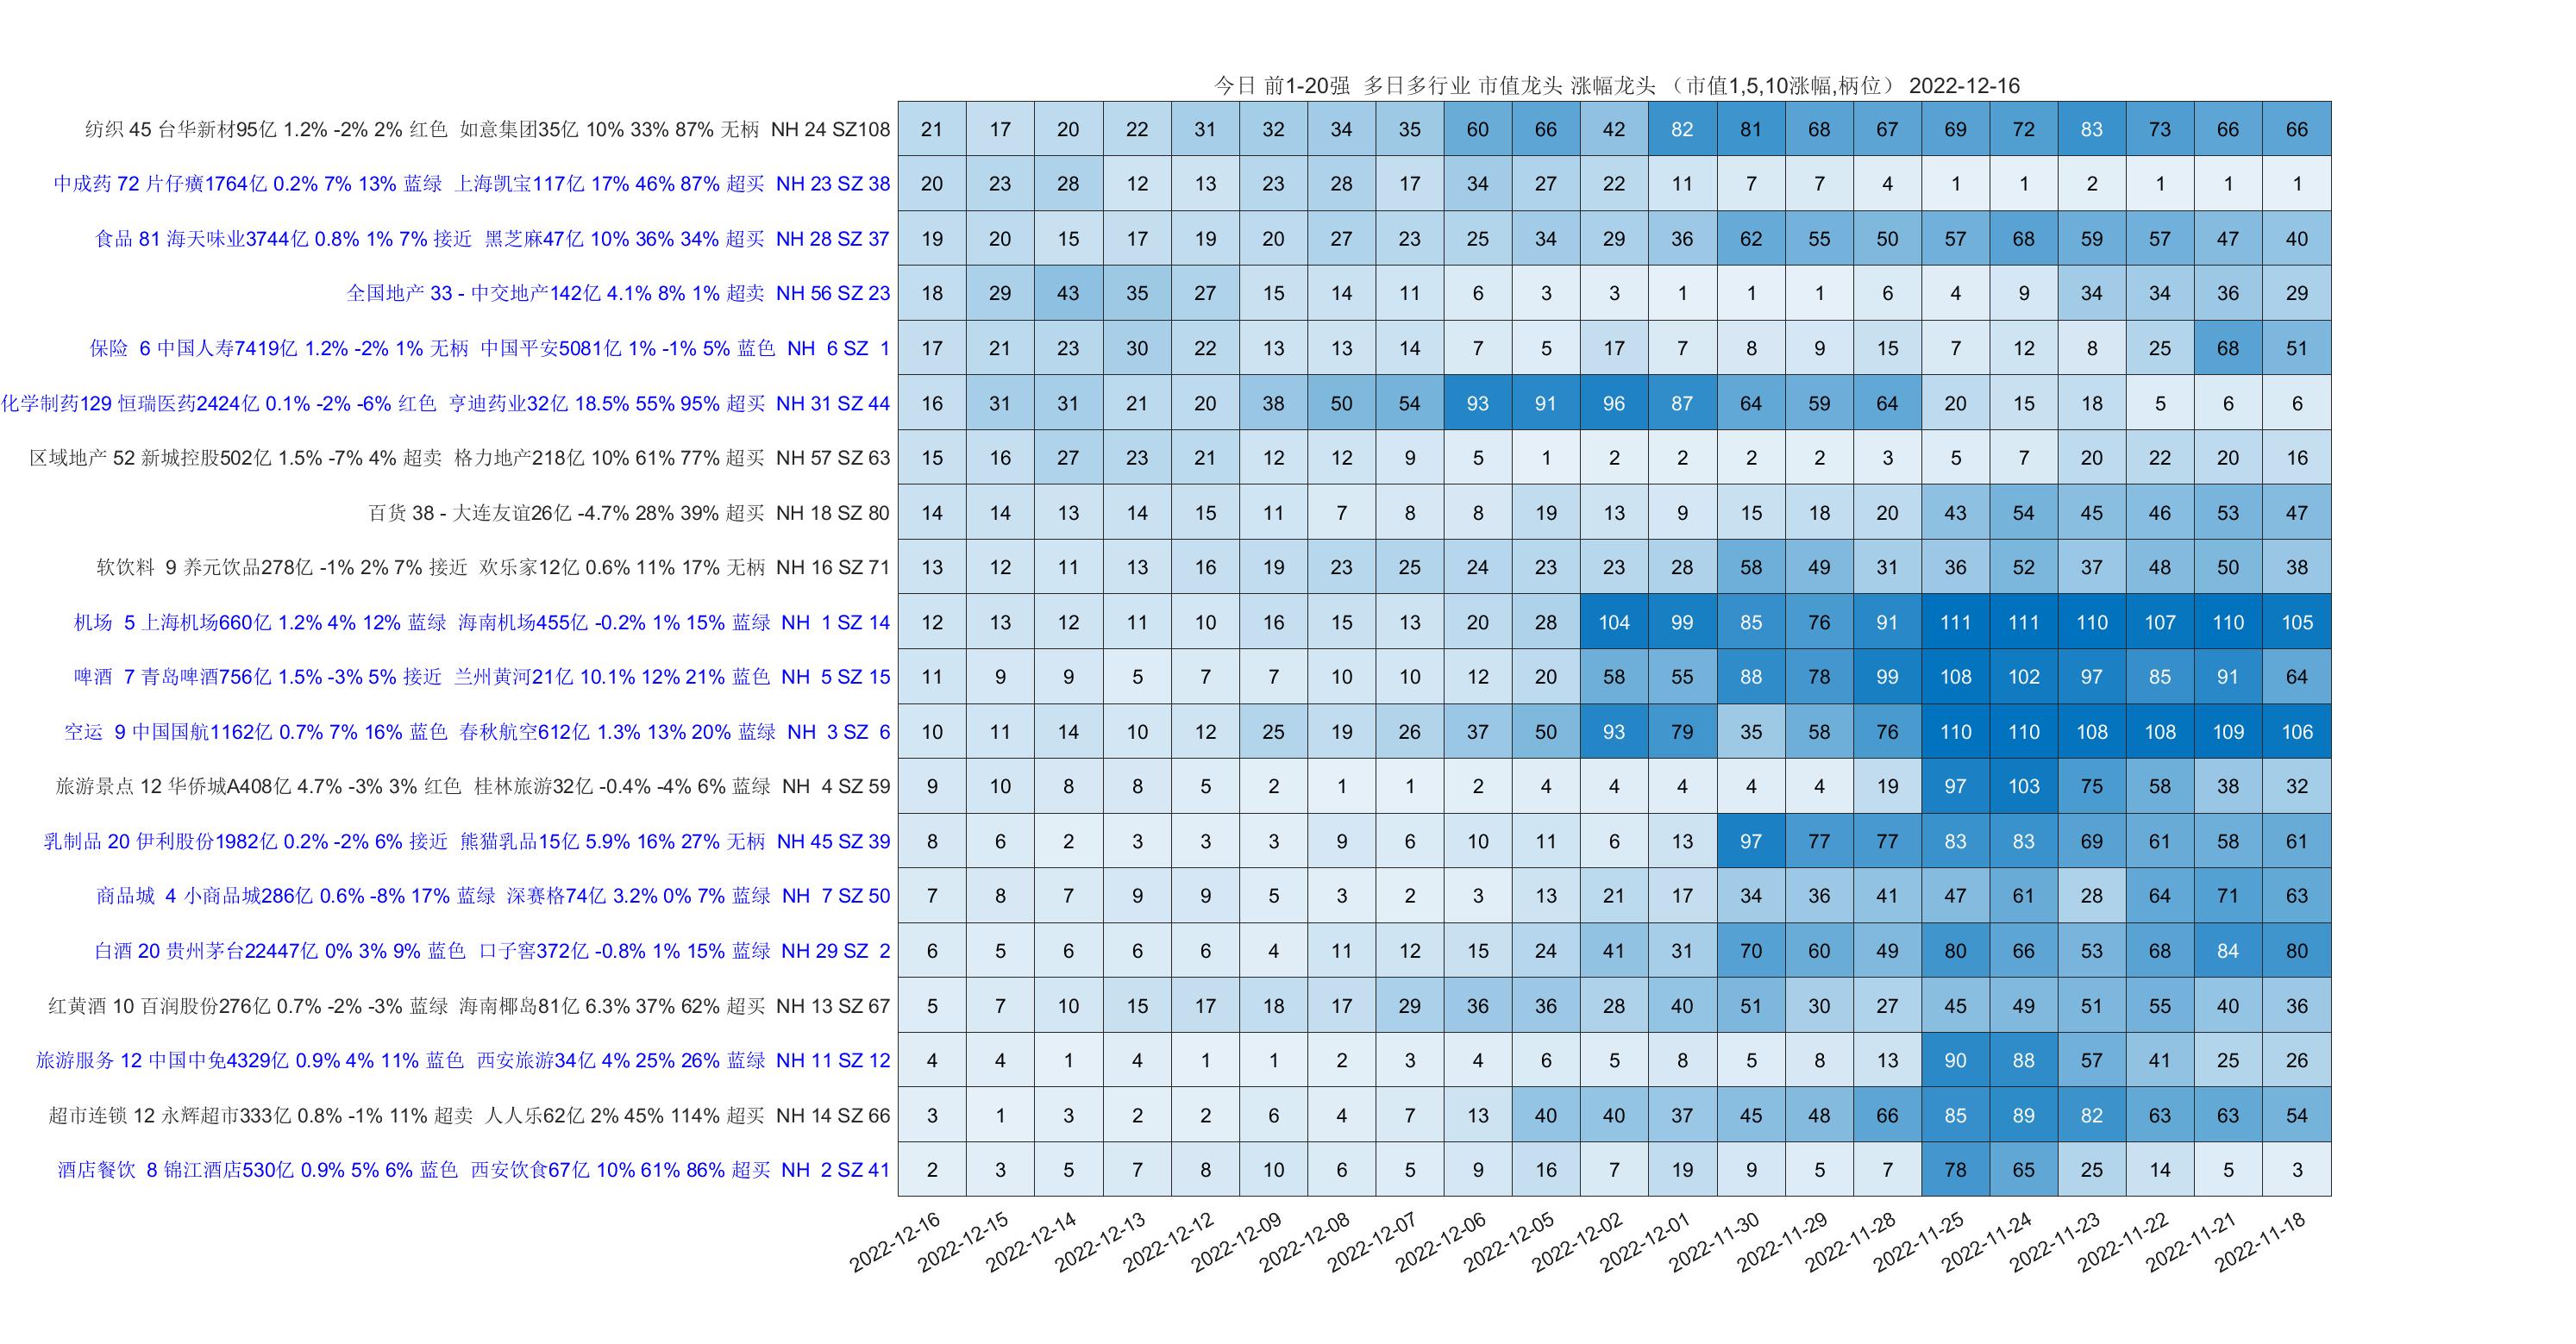 今日 前1-20强 多日多行业 市值龙头 涨幅龙头 （市值1,5,10涨幅,柄位） 2022-12-16
纺织 45 台华新材95亿 1.2% -2% 2% 红色 如意集团35亿 10% 33% 87% 无柄 NH 24 SZ108 21 17 20 22 31 32 34 35 60 66 42 82 81 68 67 69 72 83 73 66 66
中成药 72 片仔癀1764亿 0.2% 7% 13% 蓝绿 上海凯宝117亿 17% 46% 87% 超买 NH 23 SZ 38 20 23 28 12 13 23 28 17 34 27 22 11 7 7 4 1 1 2 1 1 1
食品 81 海天味业3744亿 0.8% 1% 7% 接近 黑芝麻47亿 10% 36% 34% 超买 NH 28 SZ 37 19 20 15 17 19 20 27 23 25 34 29 36 62 55 50 57 68 59 57 47 40
全国地产 33 - 中交地产142亿 4.1% 8% 1% 超卖 NH 56 SZ 23 18 29 43 35 27 15 14 11 6 3 3 1 1 1 6 4 9 34 34 36 29
保险 6 中国人寿7419亿 1.2% -2% 1% 无柄 中国平安5081亿 1% -1% 5% 蓝色 NH 6 SZ 1 17 21 23 30 22 13 13 14 7 5 17 7 8 9 15 7 12 8 25 68 51
化学制药129 恒瑞医药2424亿 0.1% -2% -6% 红色 亨迪药业32亿 18.5% 55% 95% 超买 NH 31 SZ 44 16 31 31 21 20 38 50 54 93 91 96 87 64 59 64 20 15 18 5 6 6
区域地产 52 新城控股502亿 1.5% -7% 4% 超卖 格力地产218亿 10% 61% 77% 超买 NH 57 SZ 63 15 16 27 23 21 12 12 9 5 1 2 2 2 2 3 5 7 20 22 20 16
百货 38 - 大连友谊26亿 -4.7% 28% 39% 超买 NH 18 SZ 80 14 14 13 14 15 11 7 8 8 19 13 9 15 18 20 43 54 45 46 53 47
软饮料 9 养元饮品278亿 -1% 2% 7% 接近 欢乐家12亿 0.6% 11% 17% 无柄 NH 16 SZ 71 13 12 11 13 16 19 23 25 24 23 23 28 58 49 31 36 52 37 48 50 38
机场 5 上海机场660亿 1.2% 4% 12% 蓝绿 海南机场455亿 -0.2% 1% 15% 蓝绿 NH 1 SZ 14 12 13 12 11 10 16 15 13 20 28 104 99 85 76 91 111 111 110 107 110 105
啤酒 7 青岛啤酒756亿 1.5% -3% 5% 接近 兰州黄河21亿 10.1% 12% 21% 蓝色 NH 5 SZ 15 11 9 9 5 7 7 10 10 12 20 58 55 88 78 99 108 102 97 85 91 64
空运 9 中国国航1162亿 0.7% 7% 16% 蓝色 春秋航空612亿 1.3% 13% 20% 蓝绿 NH 3 SZ 6 10 11 14 10 12 25 19 26 37 50 93 79 35 58 76 110 110 108 108 109 106
旅游景点 12 华侨城A408亿 4.7% -3% 3% 红色 桂林旅游32亿 -0.4% -4% 6% 蓝绿 NH 4 SZ 59 9 10 8 8 5 2 1 1 2 4 4 4 4 4 19 97 103 75 58 38 32
乳制品 20 伊利股份1982亿 0.2% -2% 6% 接近 熊猫乳品15亿 5.9% 16% 27% 无柄 NH 45 SZ 39 8 6 2 3 3 3 9 6 10 11 6 13 97 77 77 83 83 69 61 58 61
商品城 4 小商品城286亿 0.6% -8% 17% 蓝绿 深赛格74亿 3.2% 0% 7% 蓝绿 NH 7 SZ 50 7 8 7 9 9 5 3 2 3 13 21 17 34 36 41 47 61 28 64 71 63
白酒 20 贵州茅台22447亿 0% 3% 9% 蓝色 口子窖372亿 -0.8% 1% 15% 蓝绿 NH 29 SZ 2 6 5 6 6 6 4 11 12 15 24 41 31 70 60 49 80 66 53 68 84 80
红黄酒 10 百润股份276亿 0.7% -2% -3% 蓝绿 海南椰岛81亿 6.3% 37% 62% 超买 NH 13 SZ 67 5 7 10 15 17 18 17 29 36 36 28 40 51 30 27 45 49 51 55 40 36
旅游服务 12 中国中免4329亿 0.9% 4% 11% 蓝色 西安旅游34亿 4% 25% 26% 蓝绿 NH 11 SZ 12 4 4 1 4 1 1 2 3 4 6 5 8 5 8 13 90 88 57 41 25 26
超市连锁 12 永辉超市333亿 0.8% -1% 11% 超卖 人人乐62亿 2% 45% 114% 超买 NH 14 SZ 66 3 1 3 2 2 6 4 7 13 40 40 37 45 48 66 85 89 82 63 63 54
酒店餐饮 8 锦江酒店530亿 0.9% 5% 6% 蓝色 西安饮食67亿 10% 61% 86% 超买 NH 2 SZ 41 2 3 5 7 8 10 6 5 9 16 7 19 9 5 7 78 65 25 14 5 3
2022-12-16 2022-12-15 2022-12-14 2022-12-13 2022-12-12 2022-12-09 2022-12-08 2022-12-07 2022-12-06 2022-12-05 2022-12-02 2022-12-01 2022-11-30 2022-11-29 2022-11-28 2022-11-25 2022-11-24 2022-11-23 2022-11-22 2022-11-21 2022-11-18